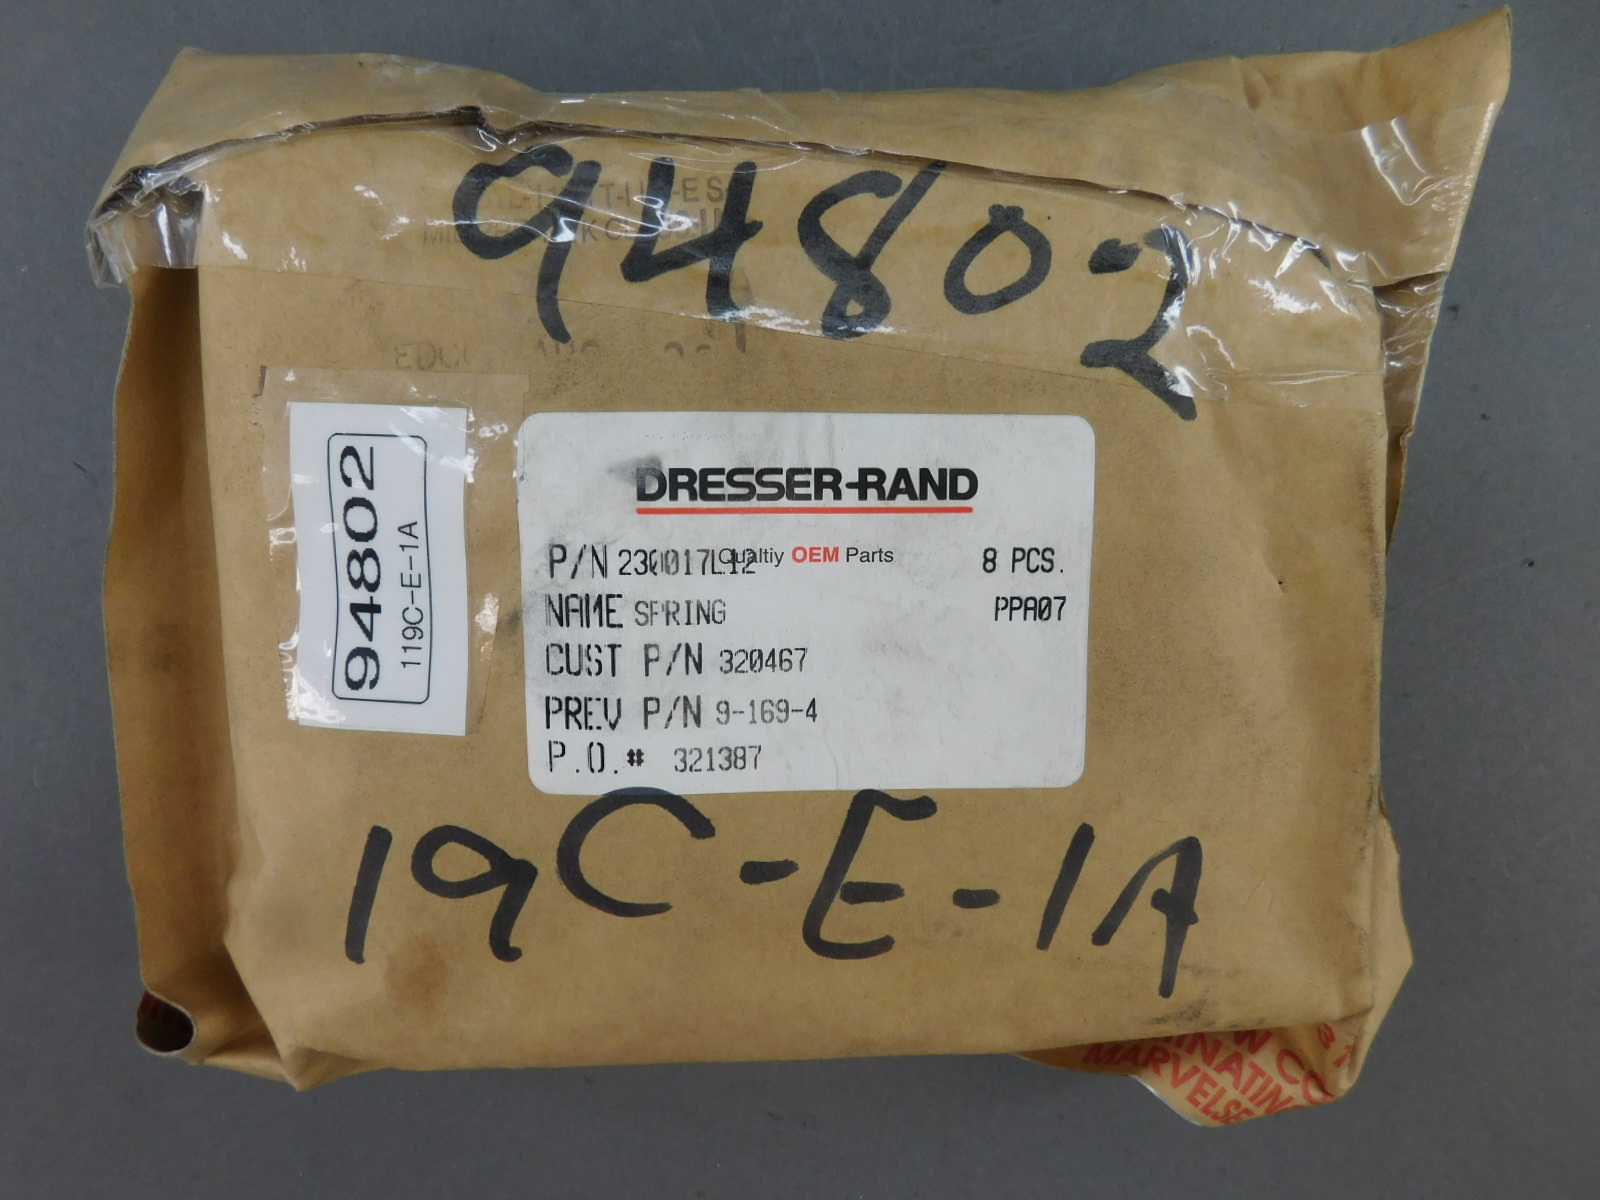 94802
94802
119C-E-1A
DRESSER-RAND
Qualtiy OEM Parts
P/N 230017L12 8 PCS.
NAME SPRING PPA07
CUST P/N 320467
PREV P/N 9-169-4
P.O.# 321387
19C-E-1A
MARVELSE